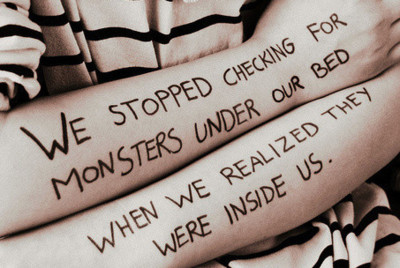 WE STOPPED CHECKING FOR
MONSTERS UNDER OUR BED
WHEN WE REALIZED THEY
WERE INSIDE US.